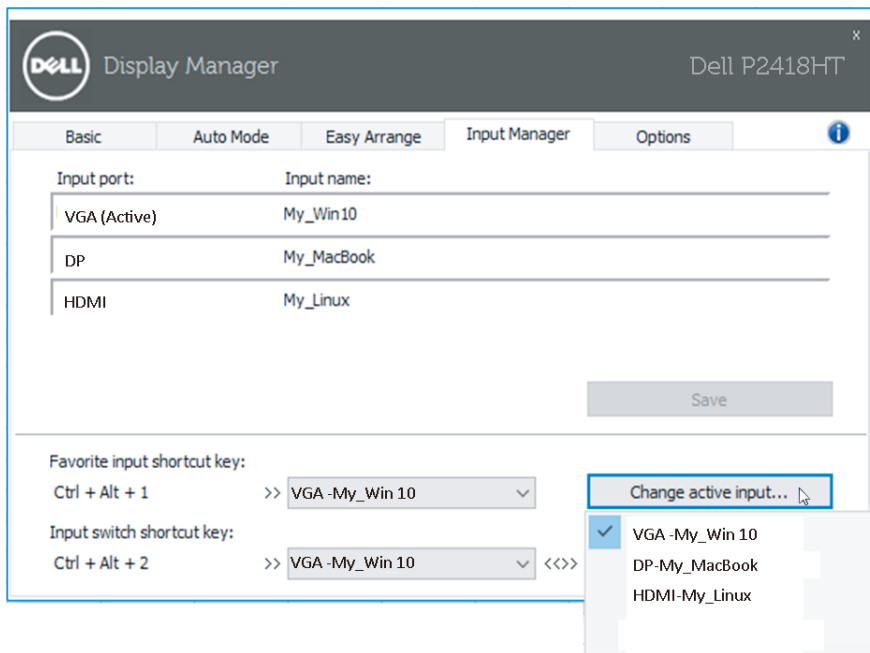 x
DELL Display Manager Dell P2418HT
Basic Auto Mode Easy Arrange Input Manager Options i
Input port: Input name:
VGA (Active) My_Win10
DP My_MacBook
HDMI My_Linux
Save
Favorite input shortcut key:
Ctrl + Alt + 1 >> VGA -My_Win 10 Change active input...
Input switch shortcut key:
Ctrl + Alt + 2 >> VGA -My_Win 10 <<>>
VGA -My_Win 10
DP-My_MacBook
HDMI-My_Linux